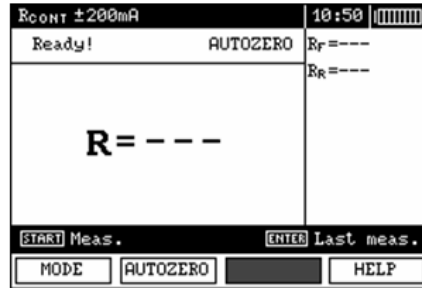 RCONT ±200mA 10:50
Ready! AUTOZERO RF=---
RR=---
R=---
START Meas. ENTER Last meas.
MODE AUTOZERO HELP